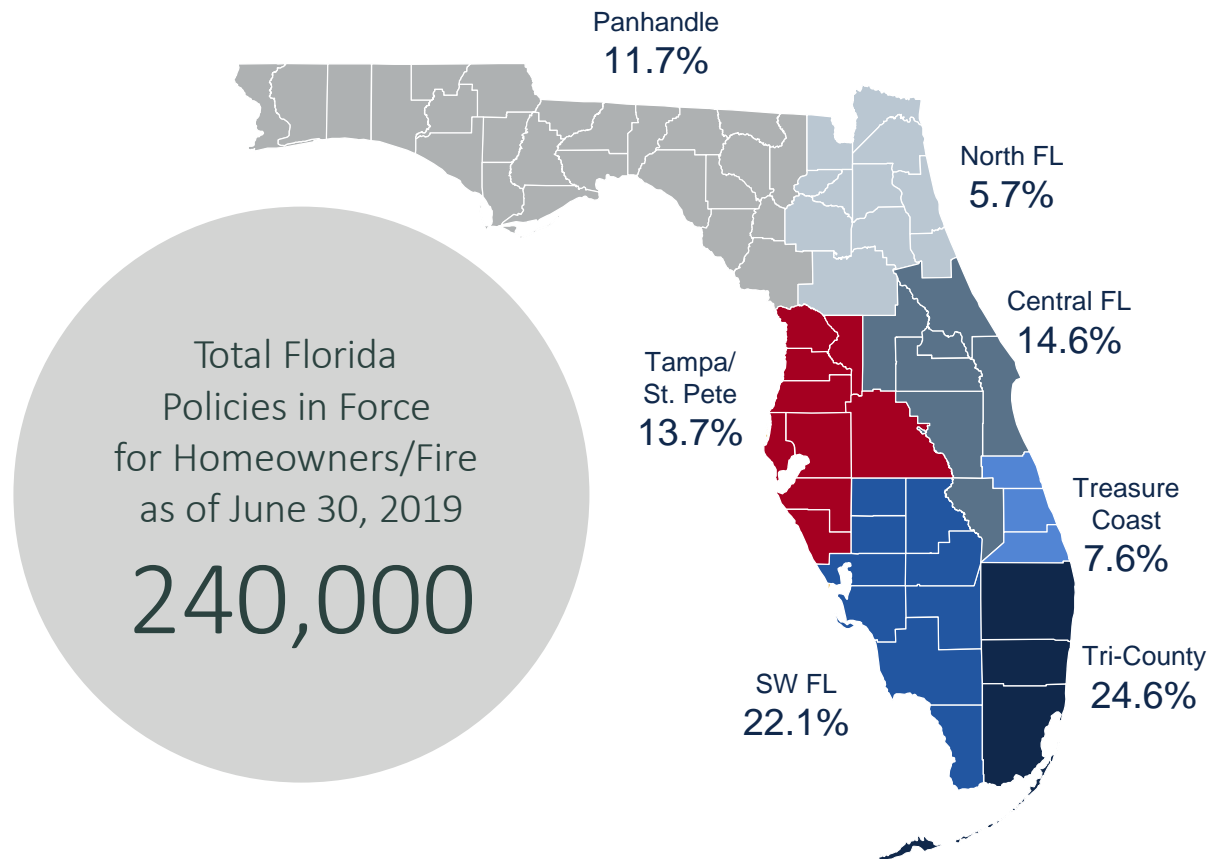 Panhandle
11.7%
North FL
5.7%
Central FL
14.6%
Tampa/
St. Pete
13.7%
Treasure
Coast
7.6%
Tri-County
24.6%
SW FL
22.1%
Total Florida
Policies in Force
for Homeowners/Fire
as of June 30, 2019
240,000